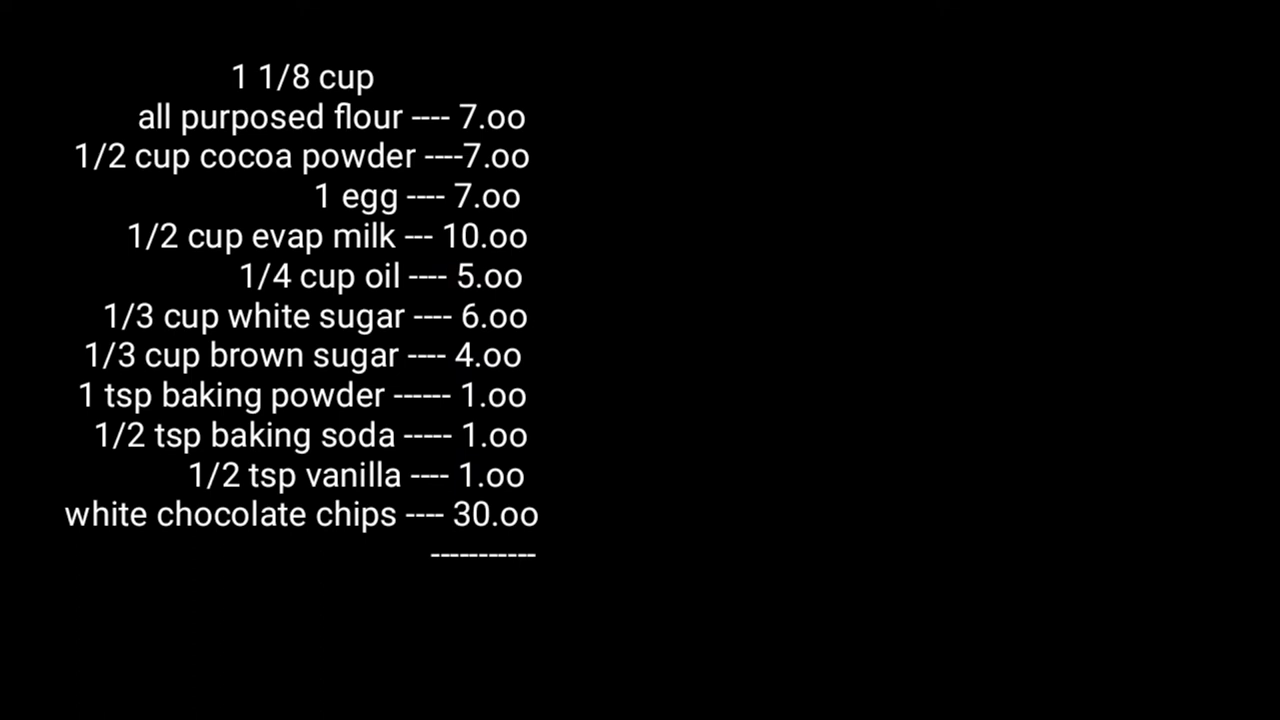 1 1/8 cup
all purposed flour ---- 7.oo
1/2 cup cocoa powder ----7.oo
1 egg ---- 7.oo
1/2 cup evap milk --- 10.oo
1/4 cup oil ---- 5.oo
1/3 cup white sugar ---- 6.oo
1/3 cup brown sugar ---- 4.oo
1 tsp baking powder ------ 1.oo
1/2 tsp baking soda ----- 1.oo
1/2 tsp vanilla ---- 1.oo
white chocolate chips ---- 30.oo
-----------